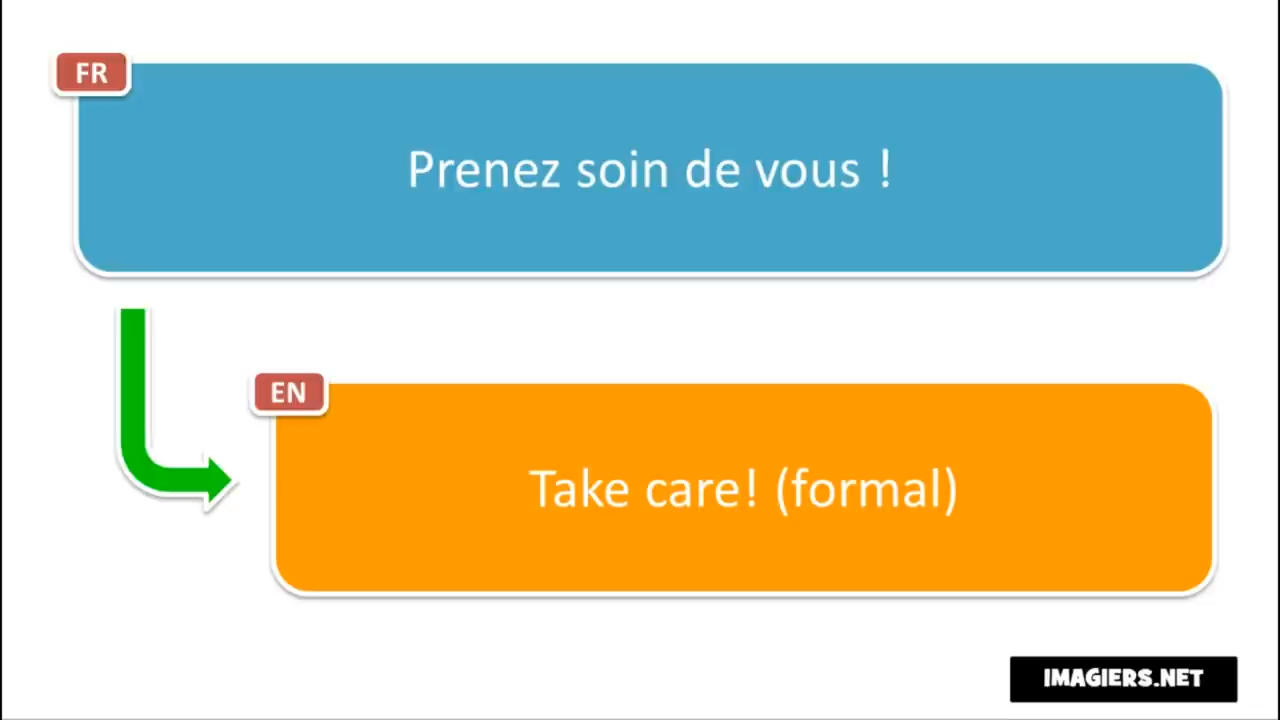 FR
Prenez soin de vous !
EN
Take care! (formal)
IMAGIERS.NET